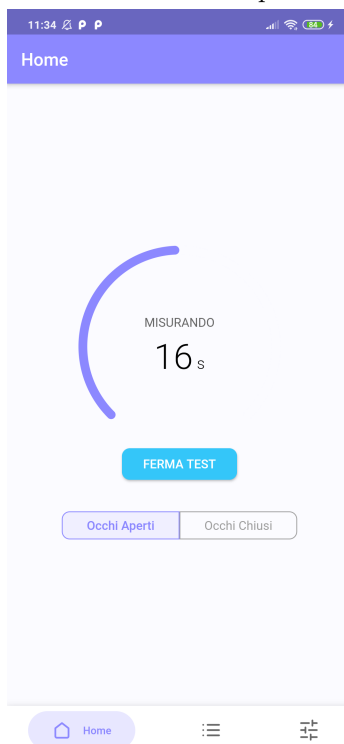 11:34
84
Home
MISURANDO
16 s
FERMA TEST
Occhi Aperti
Occhi Chiusi
Home